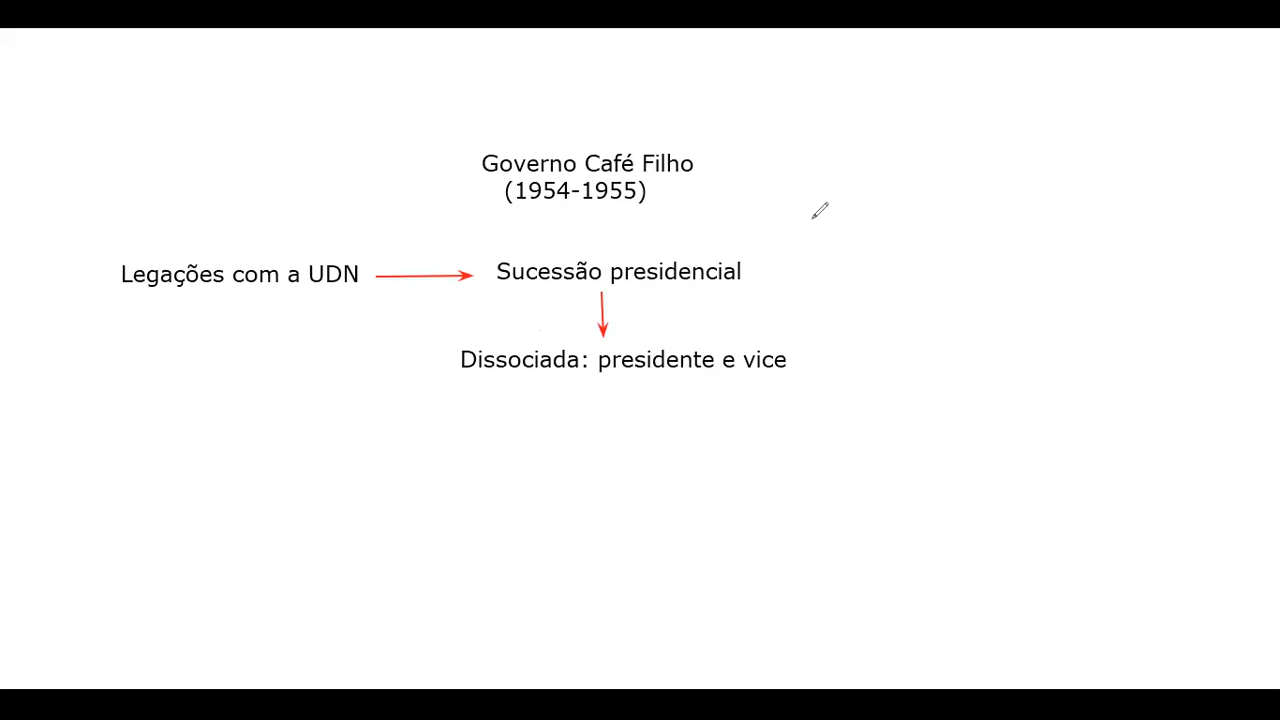 Governo Café Filho
(1954-1955)
Legações com a UDN
Sucessão presidencial
Dissociada: presidente e vice